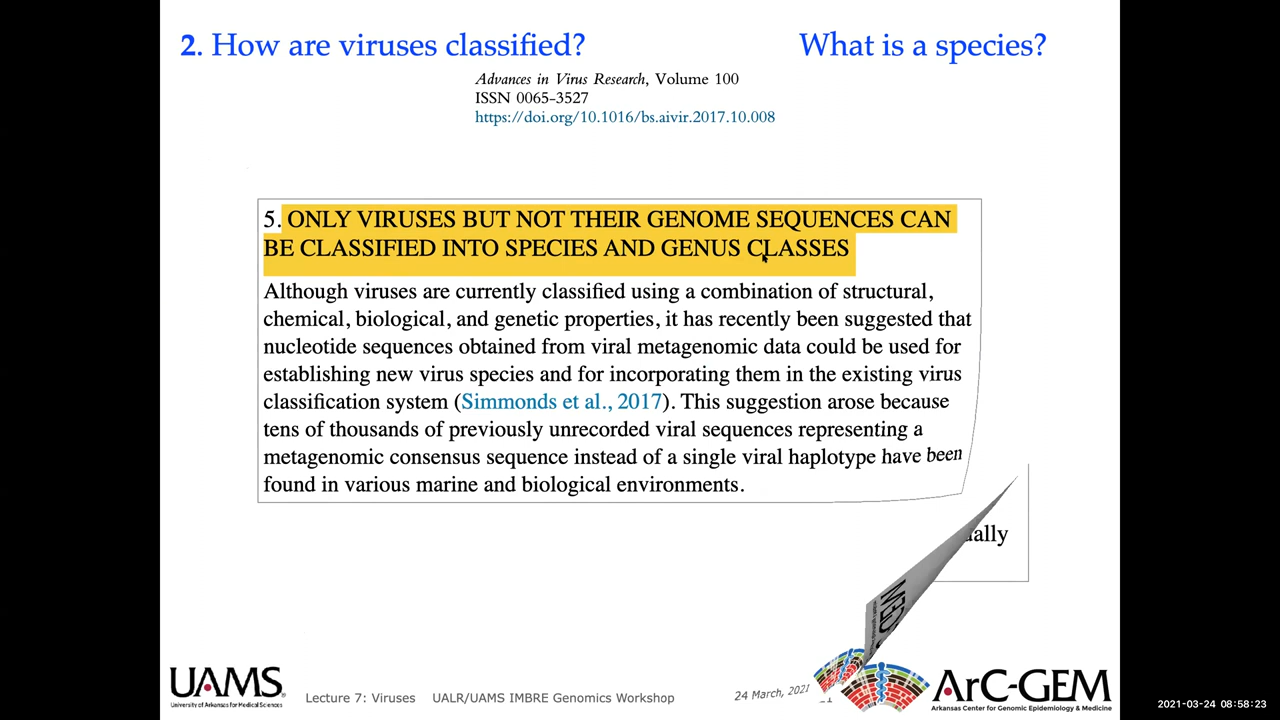 2. How are viruses classified?
What is a species?
Advances in Virus Research, Volume 100
ISSN 0065-3527
https://doi.org/10.1016/bs.aivir.2017.10.008
5. ONLY VIRUSES BUT NOT THEIR GENOME SEQUENCES CAN
BE CLASSIFIED INTO SPECIES AND GENUS CLASSES
Although viruses are currently classified using a combination of structural,
chemical, biological, and genetic properties, it has recently been suggested that
nucleotide sequences obtained from viral metagenomic data could be used for
establishing new virus species and for incorporating them in the existing virus
classification system (Simmonds et al., 2017). This suggestion arose because
tens of thousands of previously unrecorded viral sequences representing a
metagenomic consensus sequence instead of a single viral haplotype have been
found in various marine and biological environments.
ally
UAMS
University of Arkansas for Medical Sciences
Lecture 7: Viruses UALR/UAMS IMBRE Genomics Workshop
24 March, 2021
ArC-GEM
Arkansas Center for Genomic Epidemiology & Medicine
2021-03-24 08:58:23